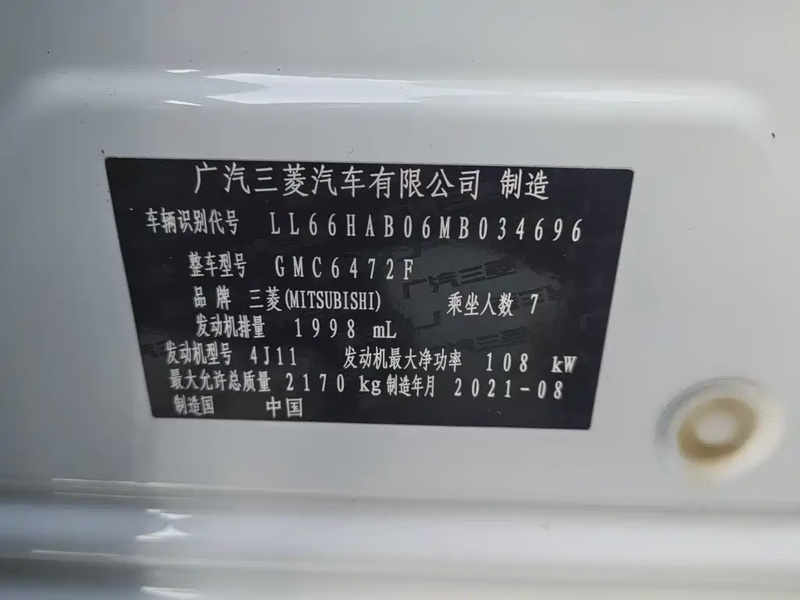 广汽三菱汽车有限公司 制造
车辆识别代号 LL66HAB06MB034696
整车型号 GMC6472F
品牌 三菱(MITSUBISHI) 乘坐人数 7
发动机排量 1998 mL
发动机型号 4J11 发动机最大净功率 108 kW
最大允许总质量 2170 kg 制造年月 2021-08
制造国 中国